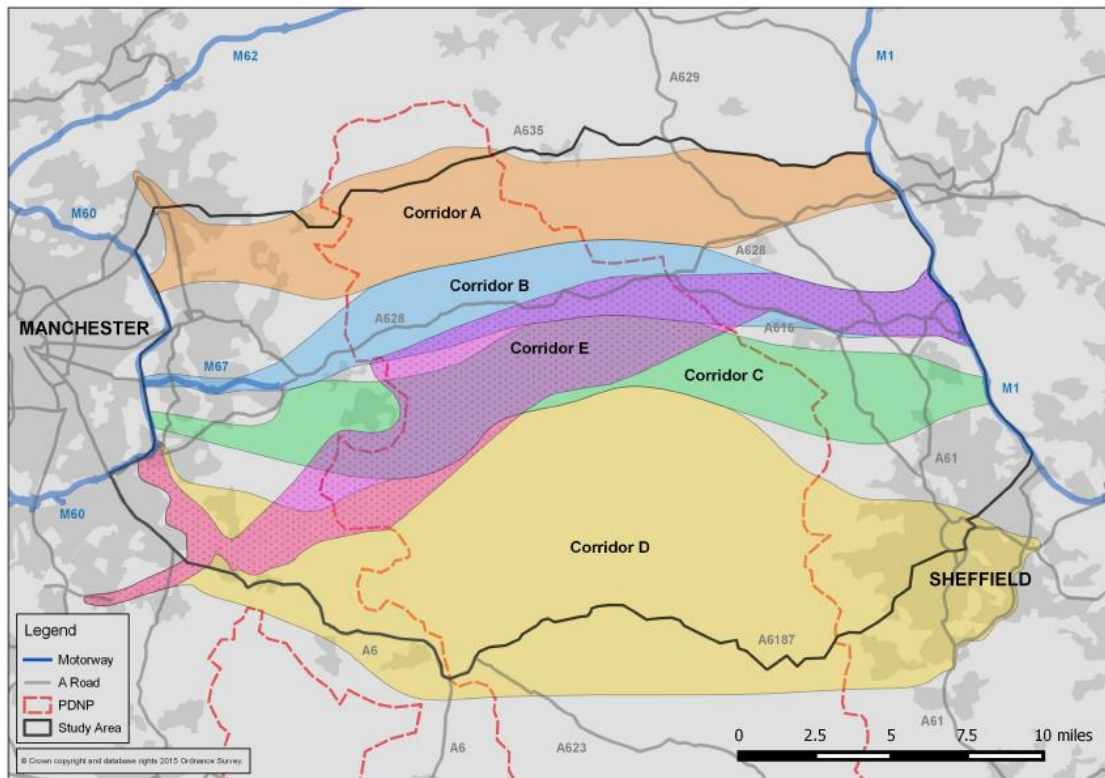 M62
M1
A629
A635
M60
Corridor A
A628
Corridor B
MANCHESTER
A628
A616
Corridor E
M67
Corridor C
M1
A61
M60
Corridor D
SHEFFIELD
Legend
Motorway
A Road
PDNP
Study Area
A6
A6187
A61
A6
A623
0 2.5 5 7.5 10 miles
© Crown copyright and database rights 2015 Ordnance Survey.